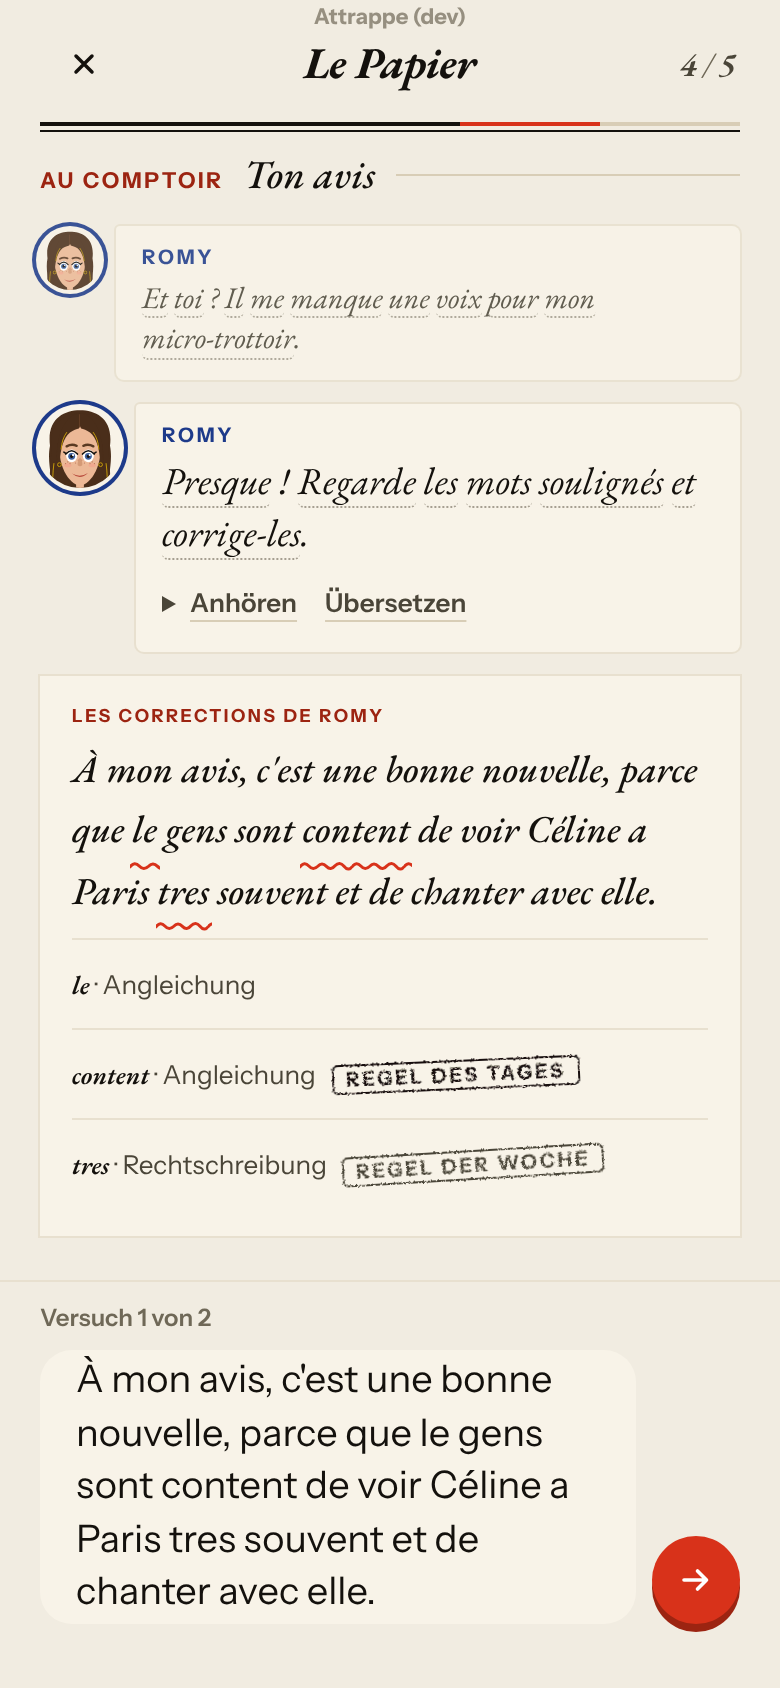 Attrappe (dev)
Le Papier
4/5
AU COMPTOIR Ton avis
ROMY
Et toi ? Il me manque une voix pour mon
micro-trottoir.
ROMY
Presque ! Regarde les mots soulignés et
corrige-les.
Anhören Übersetzen
LES CORRECTIONS DE ROMY
À mon avis, c'est une bonne nouvelle, parce
que le gens sont content de voir Céline a
Paris tres souvent et de chanter avec elle.
le · Angleichung
content · Angleichung REGEL DES TAGES
tres · Rechtschreibung REGEL DER WOCHE
Versuch 1 von 2
À mon avis, c'est une bonne
nouvelle, parce que le gens
sont content de voir Céline a
Paris tres souvent et de
chanter avec elle.